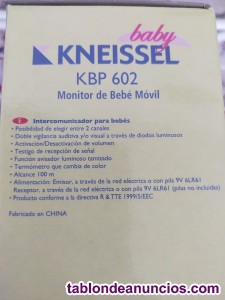 baby
KNEISSEL
KBP 602
Monitor de Bebé Móvil
Intercomunicador para bebés
• Posibilidad de elegir entre 2 canales
• Doble vigilancia auditiva y/o visual a través de diodos luminosos
• Activación/Desactivación de volumen
• Testigo de recepción de señal
• Función avisador luminoso tamizado
• Termómetro que cambia de color
• Alcance 100 m
• Alimentación: Emisor, a través de la red eléctrica o con pila 9V 6LR61
Receptor, a través de la red eléctrica o con pilas 9V 6LR61 (pilas no incluidas)
• Producto conforme a la directiva R & TTE 1999/5/EEC
Fabricado en CHINA
tablondeanuncios.com